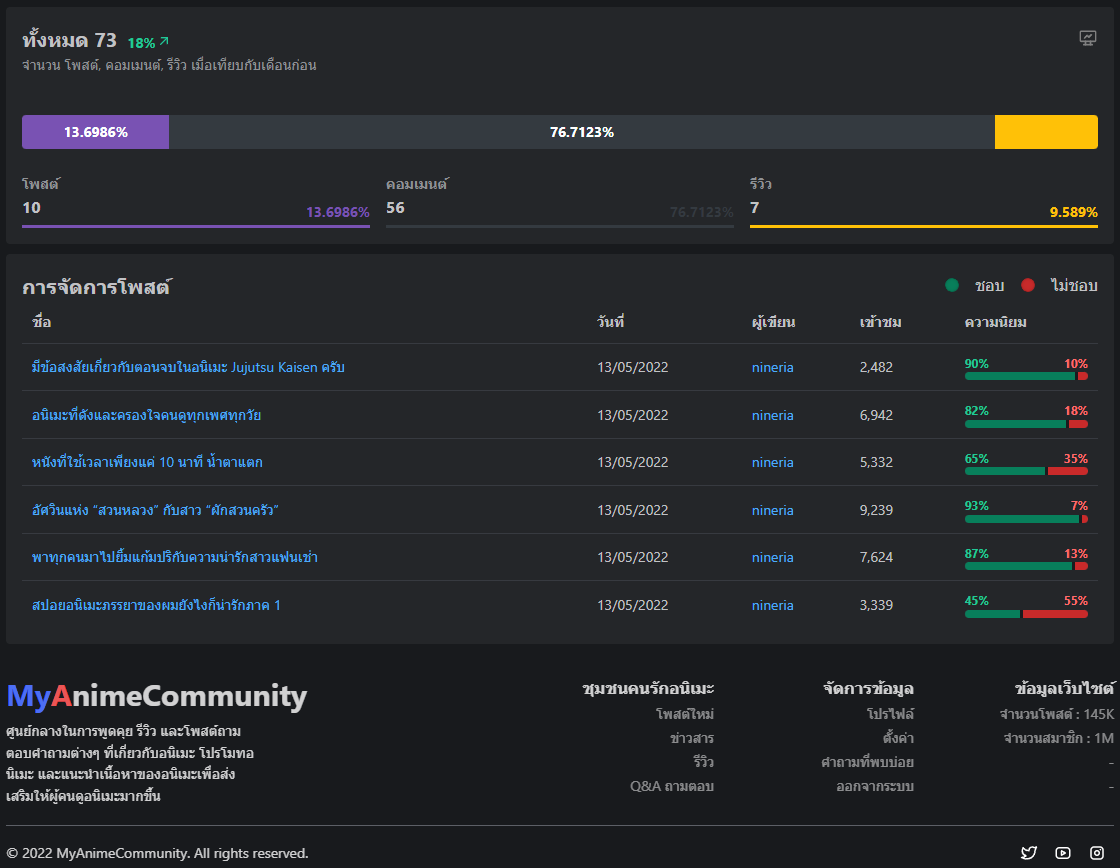 ทั้งหมด 73 18%
จำนวน โพสต์, คอมเมนต์, รีวิว เมื่อเทียบกับเดือนก่อน
13.6986% 76.7123%
โพสต์ คอมเมนต์ รีวิว
10 13.6986% 56 76.7123% 7 9.589%
การจัดการโพสต์ ชอบ ไม่ชอบ
ชื่อ วันที่ ผู้เขียน เข้าชม ความนิยม
มีข้อสงสัยเกี่ยวกับตอนจบในอนิเมะ Jujutsu Kaisen ครับ 13/05/2022 nineria 2,482 90% 10%
อนิเมะที่ดังและครองใจคนดูทุกเพศทุกวัย 13/05/2022 nineria 6,942 82% 18%
หนังที่ใช้เวลาเพียงแค่ 10 นาที น้ำตาแตก 13/05/2022 nineria 5,332 65% 35%
อัศวินแห่ง “สวนหลวง” กับสาว “ผักสวนครัว” 13/05/2022 nineria 9,239 93% 7%
พาทุกคนมาไปยิ้มแก้มปริกับความน่ารักสาวแฟนเช่า 13/05/2022 nineria 7,624 87% 13%
สปอยอนิเมะภรรยาของผมยังไงก็น่ารักภาค 1 13/05/2022 nineria 3,339 45% 55%
MyAnimeCommunity
ศูนย์กลางในการพูดคุย รีวิว และโพสต์ถาม
ตอบคำถามต่างๆ ที่เกี่ยวกับอนิเมะ โปรโมทอ
นิเมะ และแนะนำเนื้อหาของอนิเมะเพื่อส่ง
เสริมให้ผู้คนดูอนิเมะมากขึ้น
ชุมชนคนรักอนิเมะ
โพสต์ใหม่
ข่าวสาร
รีวิว
Q&A ถามตอบ
จัดการข้อมูล
โปรไฟล์
ตั้งค่า
คำถามที่พบบ่อย
ออกจากระบบ
ข้อมูลเว็บไซต์
จำนวนโพสต์ : 145K
จำนวนสมาชิก : 1M
-
-
© 2022 MyAnimeCommunity. All rights reserved.